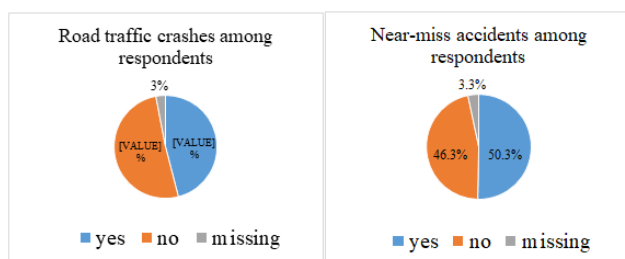 Road traffic crashes among
respondents
3%
[VALUE]
%
[VALUE]
%
yes no missing
Near-miss accidents among
respondents
3.3%
46.3%
50.3%
yes no missing